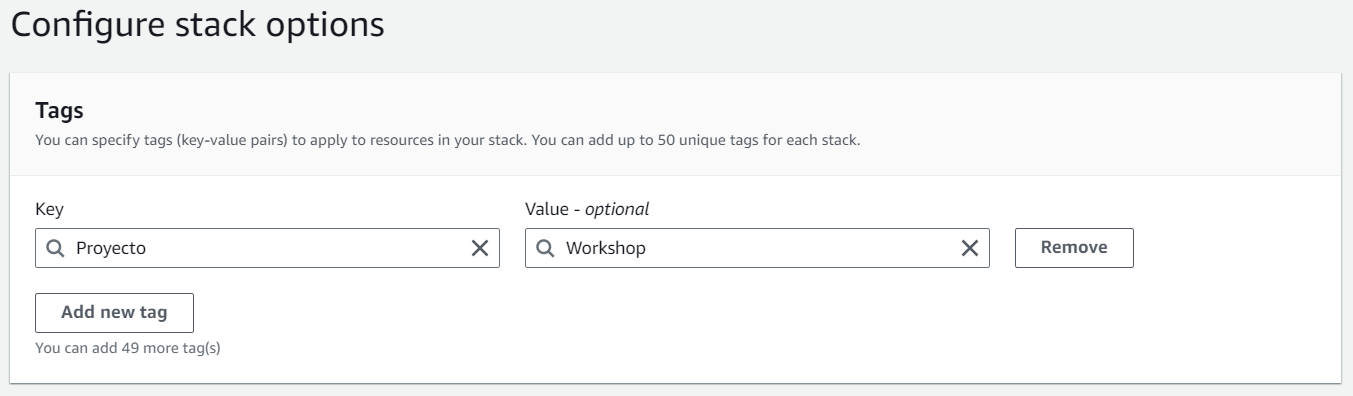 Configure stack options
Tags
You can specify tags (key-value pairs) to apply to resources in your stack. You can add up to 50 unique tags for each stack.
Key
Value - optional
Proyecto
Workshop
Remove
Add new tag
You can add 49 more tag(s)